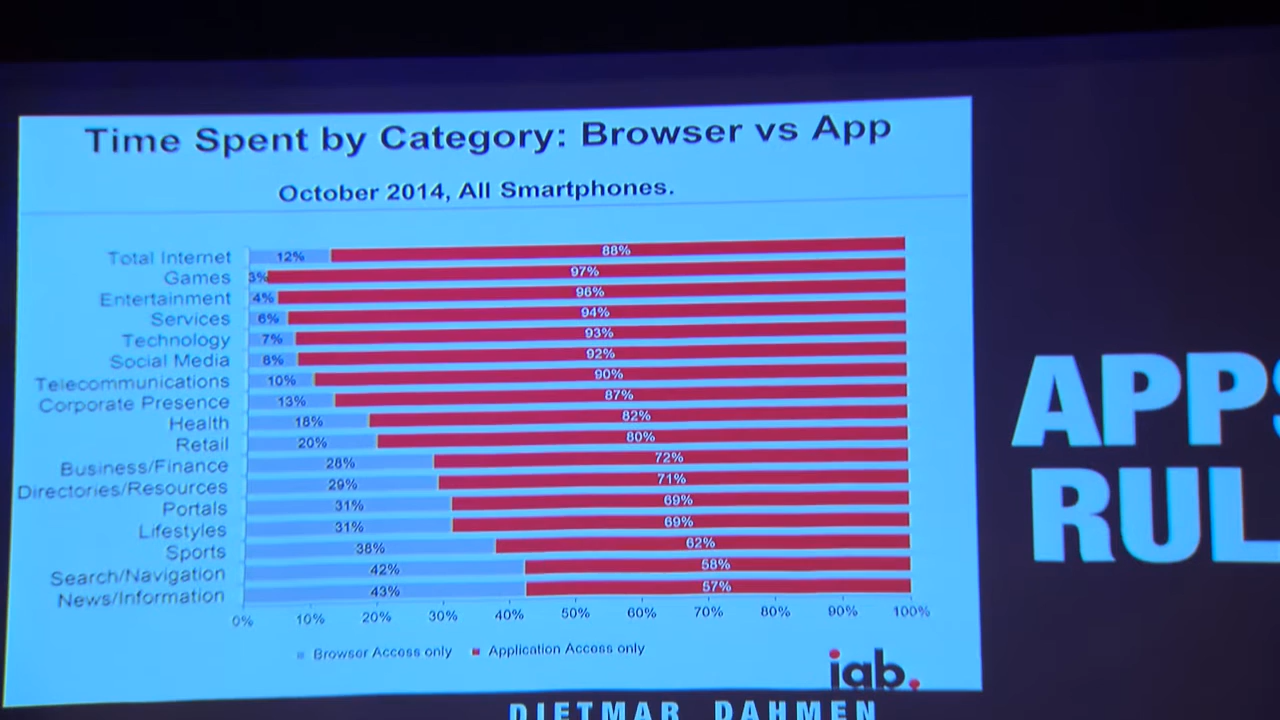 Time Spent by Category: Browser vs App
October 2014, All Smartphones.
Total Internet 12% 88%
Games 3% 97%
Entertainment 4% 96%
Services 6% 94%
Technology 7% 93%
Social Media 8% 92%
Telecommunications 10% 90%
Corporate Presence 13% 87%
Health 18% 82%
Retail 20% 80%
Business/Finance 28% 72%
Directories/Resources 29% 71%
Portals 31% 69%
Lifestyles 31% 69%
Sports 38% 62%
Search/Navigation 42% 58%
News/Information 43% 57%
0% 10% 20% 30% 40% 50% 60% 70% 80% 90% 100%
Browser Access only Application Access only
iab.
APPS
RUL
DIETMAR DAHMEN